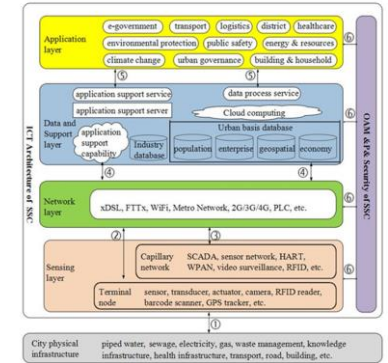 Application
layer
e-government
transport
logistics
district
healthcare
environmental protection
public safety
energy & resources
climate change
urban governance
building & household
⑥
⑤
⑤
Data and
Support
layer
application support service
application support server
application
support
capability
Industry
database
data process service
Cloud computing
Urban basis database
population
enterprise
geospatial
economy
⑥
④
④
Network
layer
xDSL, FTTx, WiFi, Metro Network, 2G/3G/4G, PLC, etc.
⑥
②
③
Sensing
layer
Capillary
network
SCADA, sensor network, HART,
WPAN, video surveillance, RFID, etc.
Terminal
node
sensor, transducer, actuator, camera, RFID reader,
barcode scanner, GPS tracker, etc.
⑥
①
City physical
infrastructure
piped water, sewage, electricity, gas, waste management, knowledge
infrastructure, health infrastructure, transport, road, building, etc.
ICT Architecture of SSC
OAM &P& Security of SSC